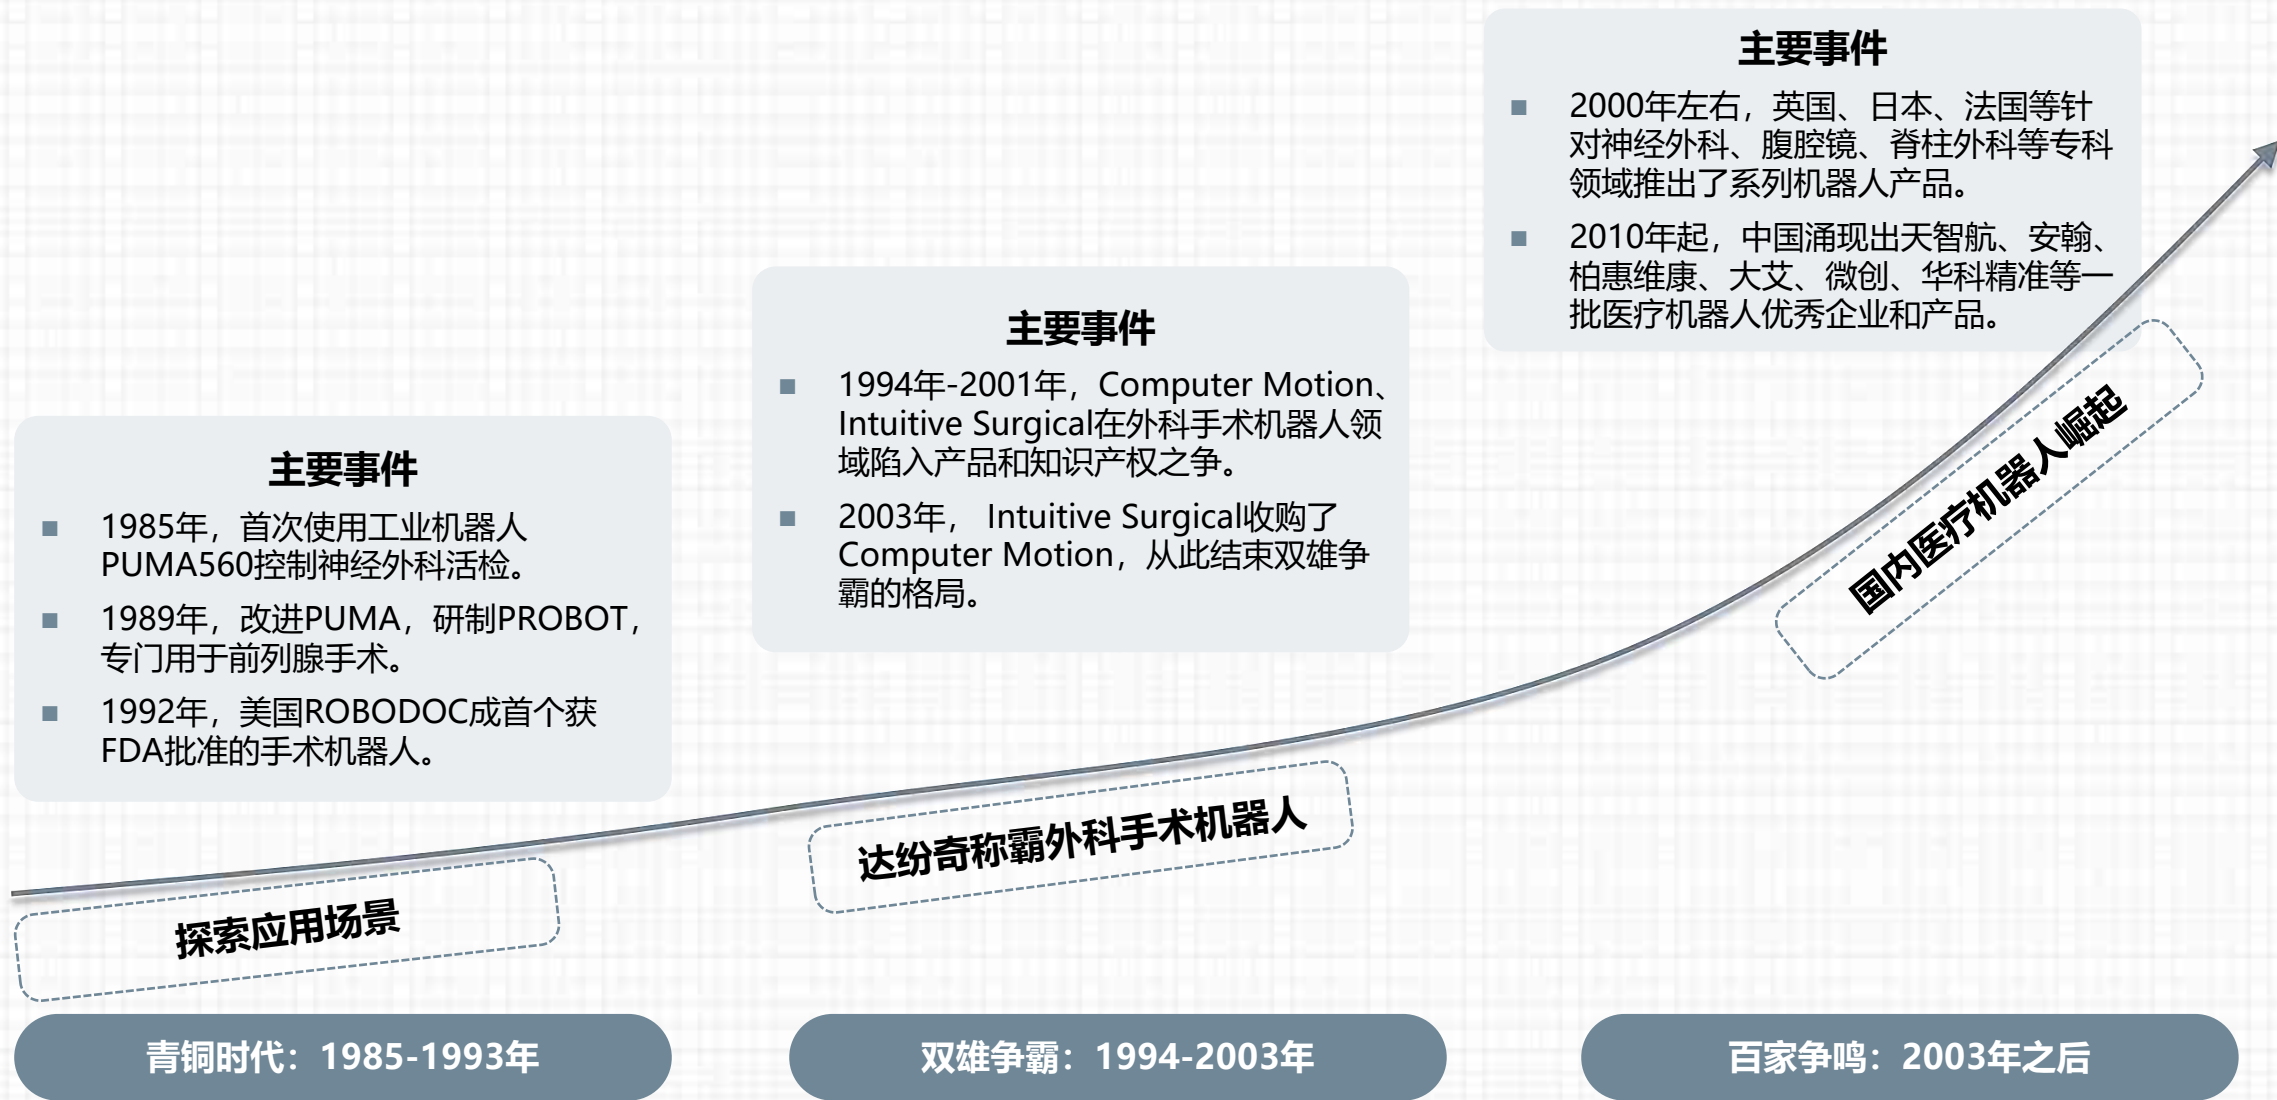 主要事件
2000年左右，英国、日本、法国等针
对神经外科、腹腔镜、脊柱外科等专科
领域推出了系列机器人产品。
2010年起，中国涌现出天智航、安翰、
柏惠维康、大艾、微创、华科精准等一
批医疗机器人优秀企业和产品。
主要事件
1994年-2001年，Computer Motion、
Intuitive Surgical在外科手术机器人领
域陷入产品和知识产权之争。
2003年， Intuitive Surgical收购了
Computer Motion，从此结束双雄争
霸的格局。
主要事件
1985年，首次使用工业机器人
PUMA560控制神经外科活检。
1989年，改进PUMA，研制PROBOT，
专门用于前列腺手术。
1992年，美国ROBODOC成首个获
FDA批准的手术机器人。
国内医疗机器人崛起
达纷奇称霸外科手术机器人
探索应用场景
青铜时代：1985-1993年
双雄争霸：1994-2003年
百家争鸣：2003年之后